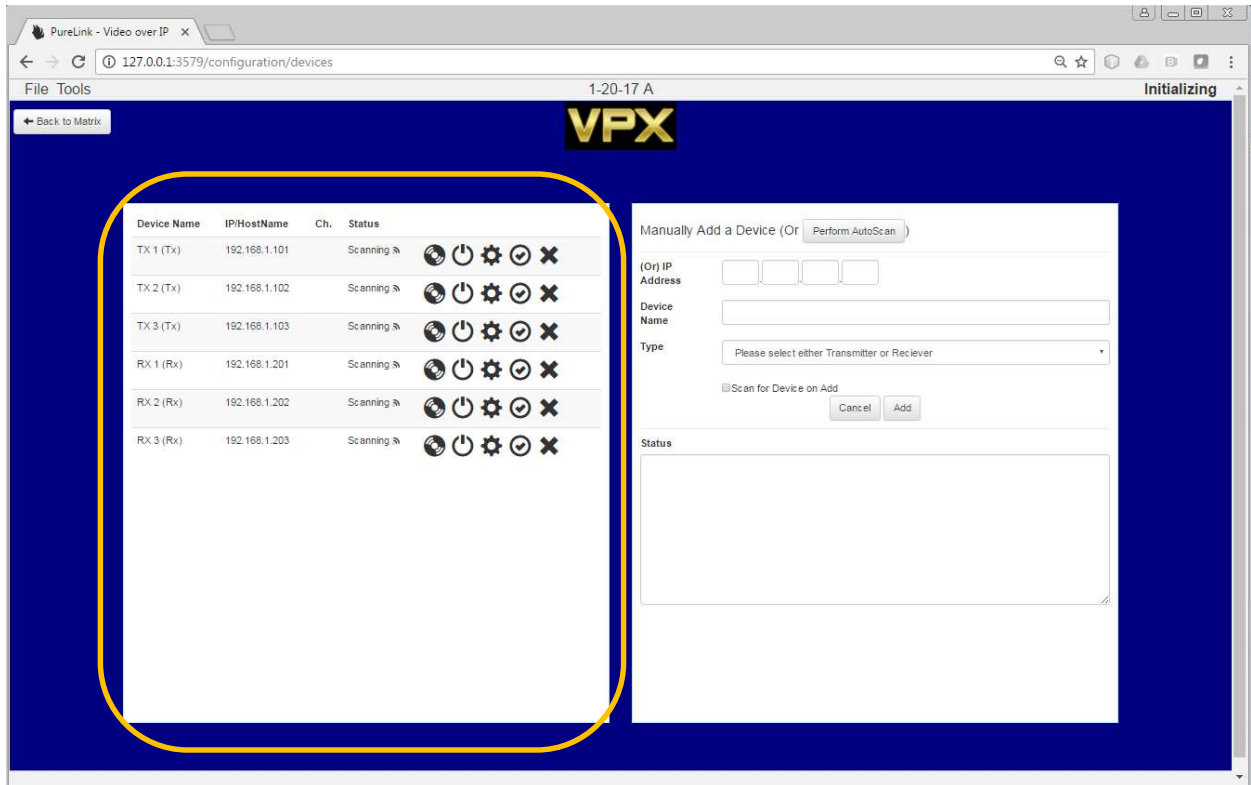 PureLink - Video over IP
127.0.0.1:3579/configuration/devices
File Tools 1-20-17 A Initializing
Back to Matrix
VPX
Device Name IP/HostName Ch. Status
TX 1 (Tx) 192.168.1.101 Scanning
TX 2 (Tx) 192.168.1.102 Scanning
TX 3 (Tx) 192.168.1.103 Scanning
RX 1 (Rx) 192.168.1.201 Scanning
RX 2 (Rx) 192.168.1.202 Scanning
RX 3 (Rx) 192.168.1.203 Scanning
Manually Add a Device (Or Perform AutoScan )
(Or) IP
Address . . .
Device
Name
Type Please select either Transmitter or Reciever
Scan for Device on Add
Cancel Add
Status